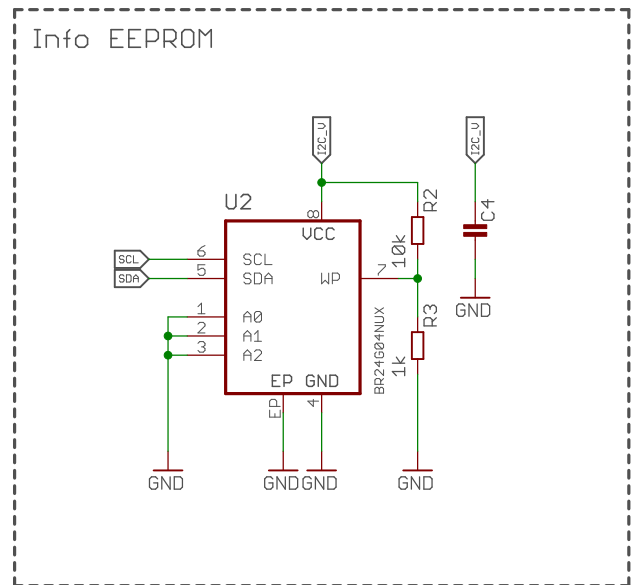 Info EEPROM
I2C_V
I2C_V
U2
8
VCC
R2
10k
C4
SCL
6
SCL
SDA
5
SDA
WP
7
GND
1
A0
2
A1
3
A2
R3
1k
BR24G04NUX
EP
GND
EP
4
GND
GND
GND
GND